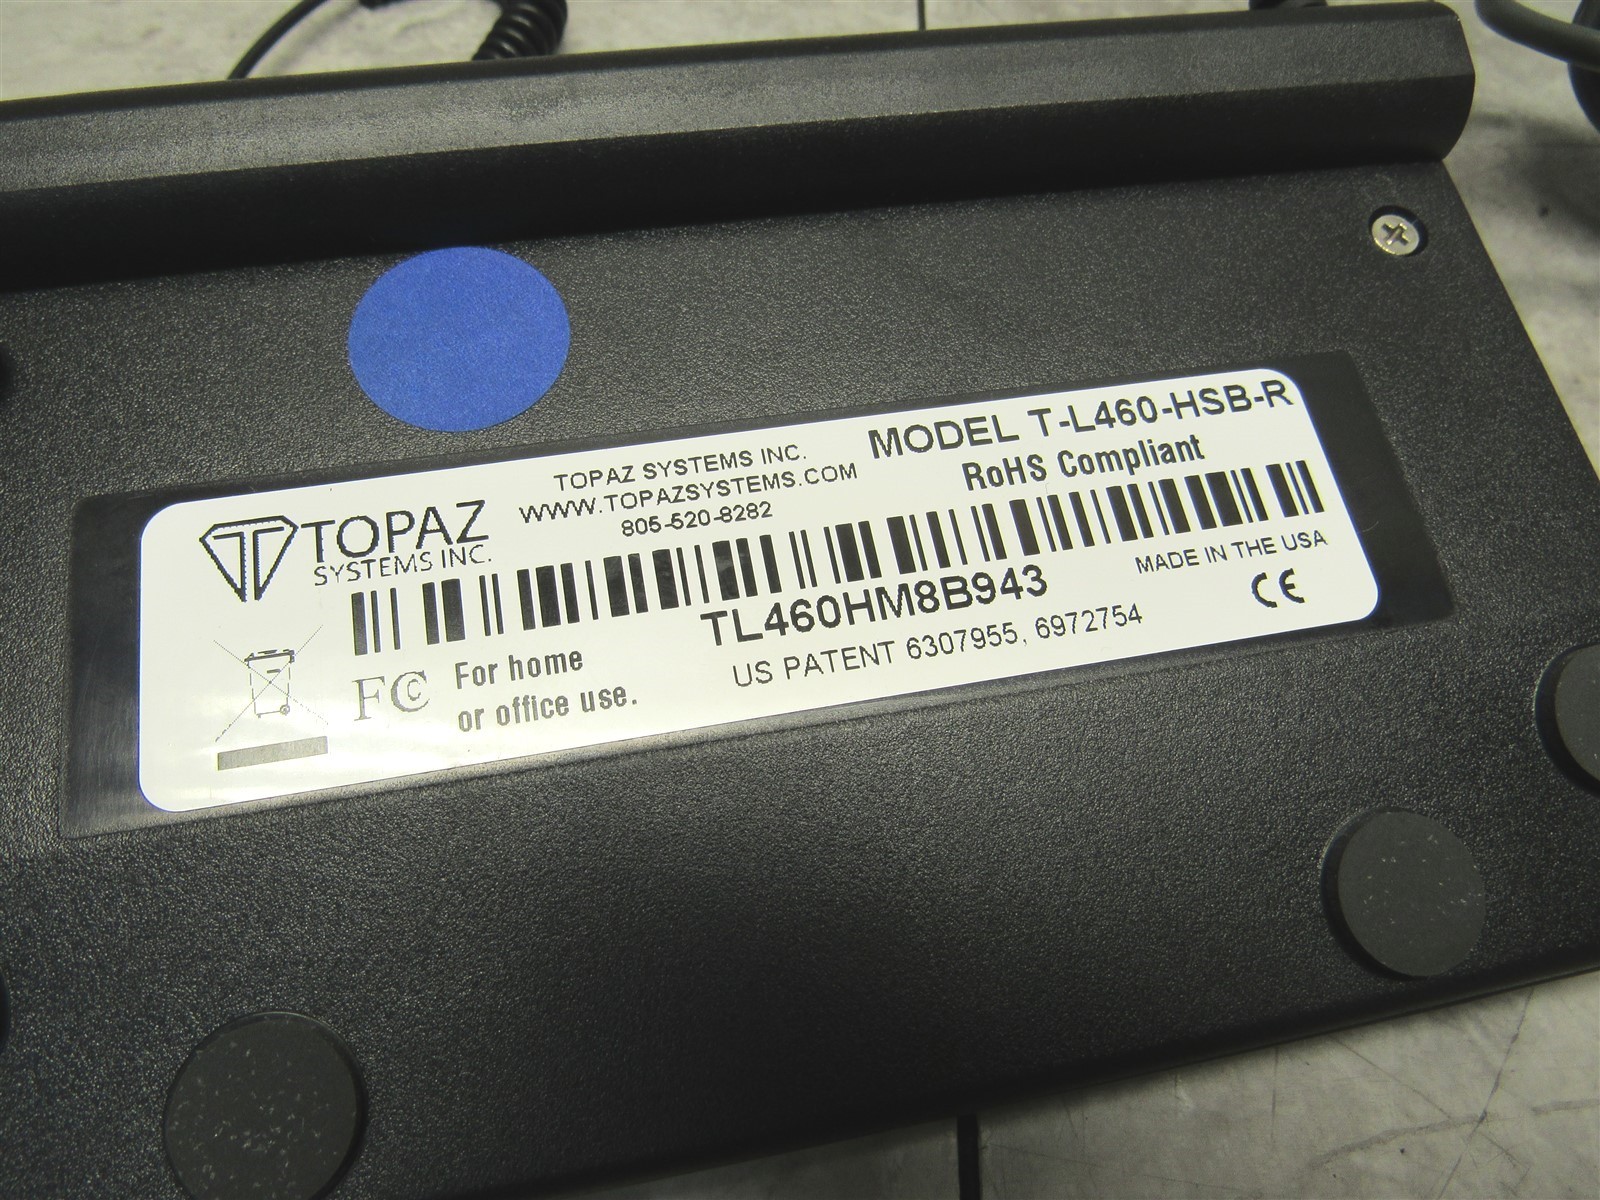 TOPAZ
SYSTEMS INC.
TOPAZ SYSTEMS INC.
WWW.TOPAZSYSTEMS.COM
805-520-8282
MODEL T-L460-HSB-R
RoHS Compliant
MADE IN THE USA
CE
TL460HM8B943
US PATENT 6307955, 6972754
FC
For home
or office use.